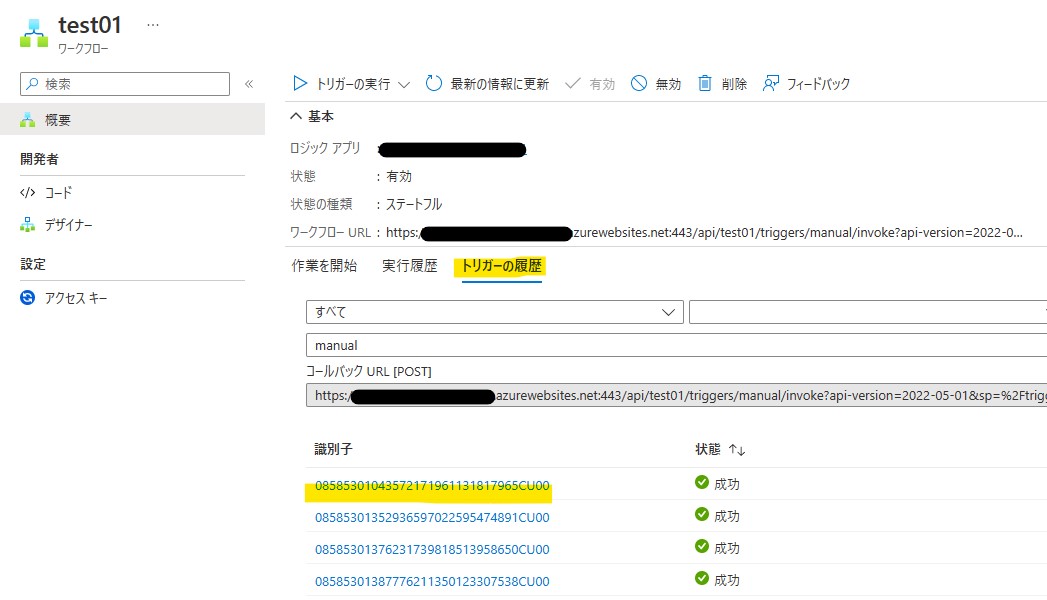 test01 …
ワークフロー
検索 «
概要
開発者
</> コード
デザイナー
設定
アクセス キー
トリガーの実行 最新の情報に更新 有効 無効 削除 フィードバック
基本
ロジック アプリ :
状態 : 有効
状態の種類 : ステートフル
ワークフロー URL : https:/ azurewebsites.net:443/api/test01/triggers/manual/invoke?api-version=2022-0...
作業を開始 実行履歴 トリガーの履歴
すべて
manual
コールバック URL [POST]
https:/ azurewebsites.net:443/api/test01/triggers/manual/invoke?api-version=2022-05-01&sp=%2Ftrigg
識別子 状態 ↑↓
08585301043572171961131817965CU00 成功
08585301352936597022595474891CU00 成功
08585301376231739818513958650CU00 成功
08585301387776211350123307538CU00 成功